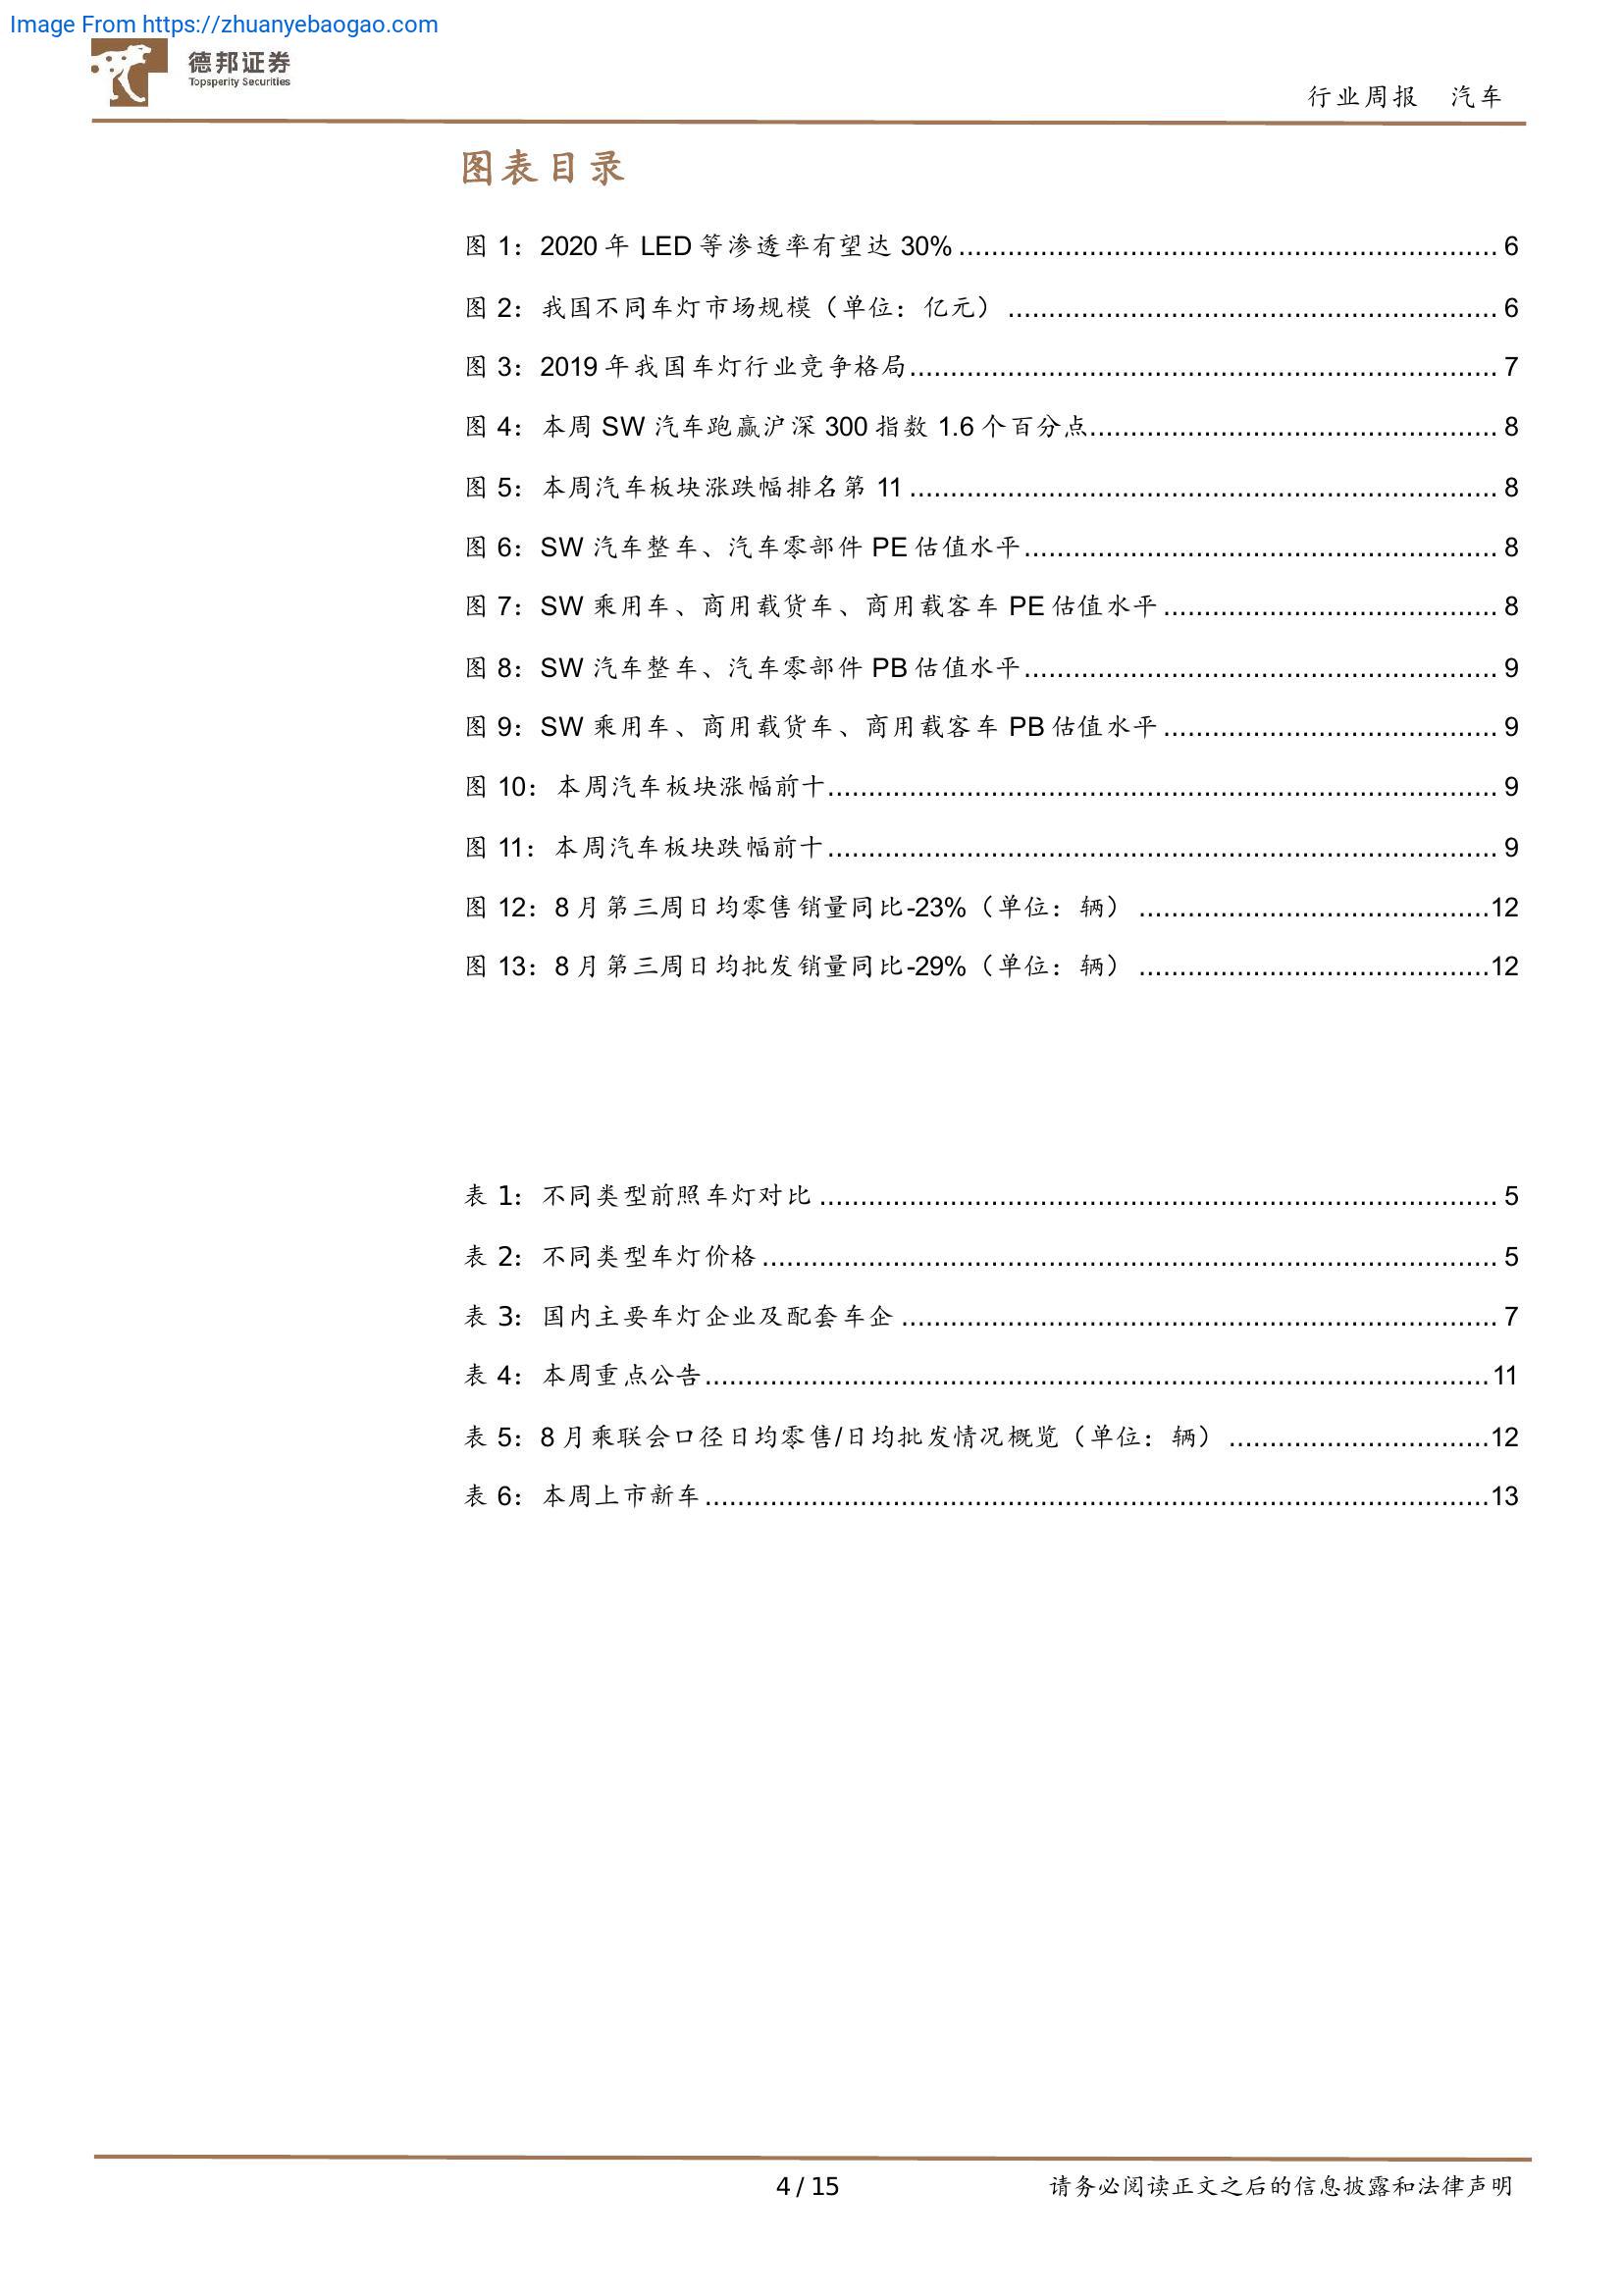 Image From https://zhuanyebaogao.com
德邦证券
Topsperity Securities
行业周报 汽车
图表目录
图 1：2020 年 LED 等渗透率有望达 30% ................................................................ 6
图 2：我国不同车灯市场规模（单位：亿元） ............................................................ 6
图 3：2019 年我国车灯行业竞争格局........................................................................ 7
图 4：本周 SW 汽车跑赢沪深 300 指数 1.6 个百分点.................................................. 8
图 5：本周汽车板块涨跌幅排名第 11 ........................................................................ 8
图 6：SW 汽车整车、汽车零部件 PE 估值水平.......................................................... 8
图 7：SW 乘用车、商用载货车、商用载客车 PE 估值水平 ......................................... 8
图 8：SW 汽车整车、汽车零部件 PB 估值水平.......................................................... 9
图 9：SW 乘用车、商用载货车、商用载客车 PB 估值水平 ......................................... 9
图 10：本周汽车板块涨幅前十.................................................................................. 9
图 11：本周汽车板块跌幅前十.................................................................................. 9
图 12：8 月第三周日均零售销量同比-23%（单位：辆） ...........................................12
图 13：8 月第三周日均批发销量同比-29%（单位：辆） ...........................................12
表 1：不同类型前照车灯对比 ................................................................................... 5
表 2：不同类型车灯价格 .......................................................................................... 5
表 3：国内主要车灯企业及配套车企 ......................................................................... 7
表 4：本周重点公告................................................................................................11
表 5：8 月乘联会口径日均零售/日均批发情况概览（单位：辆） ................................12
表 6：本周上市新车................................................................................................13
4 / 15
请务必阅读正文之后的信息披露和法律声明